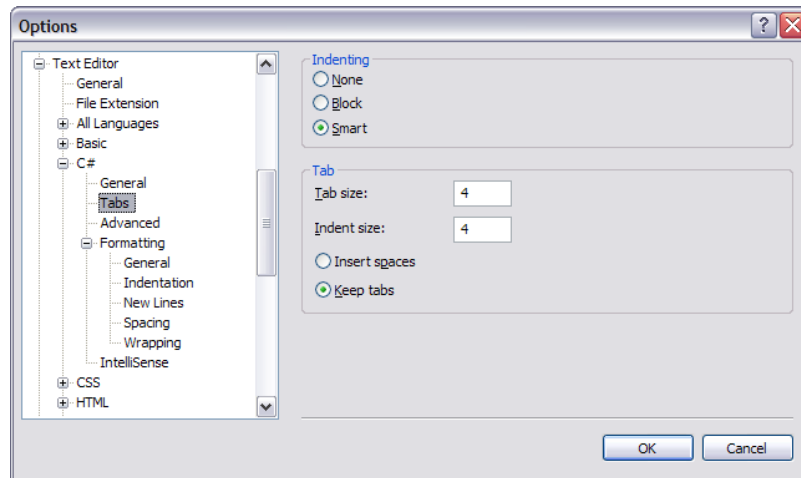 Options
Text Editor
General
File Extension
All Languages
Basic
C#
General
Tabs
Advanced
Formatting
General
Indentation
New Lines
Spacing
Wrapping
IntelliSense
CSS
HTML
Indenting
None
Block
Smart
Tab
Tab size: 4
Indent size: 4
Insert spaces
Keep tabs
OK Cancel